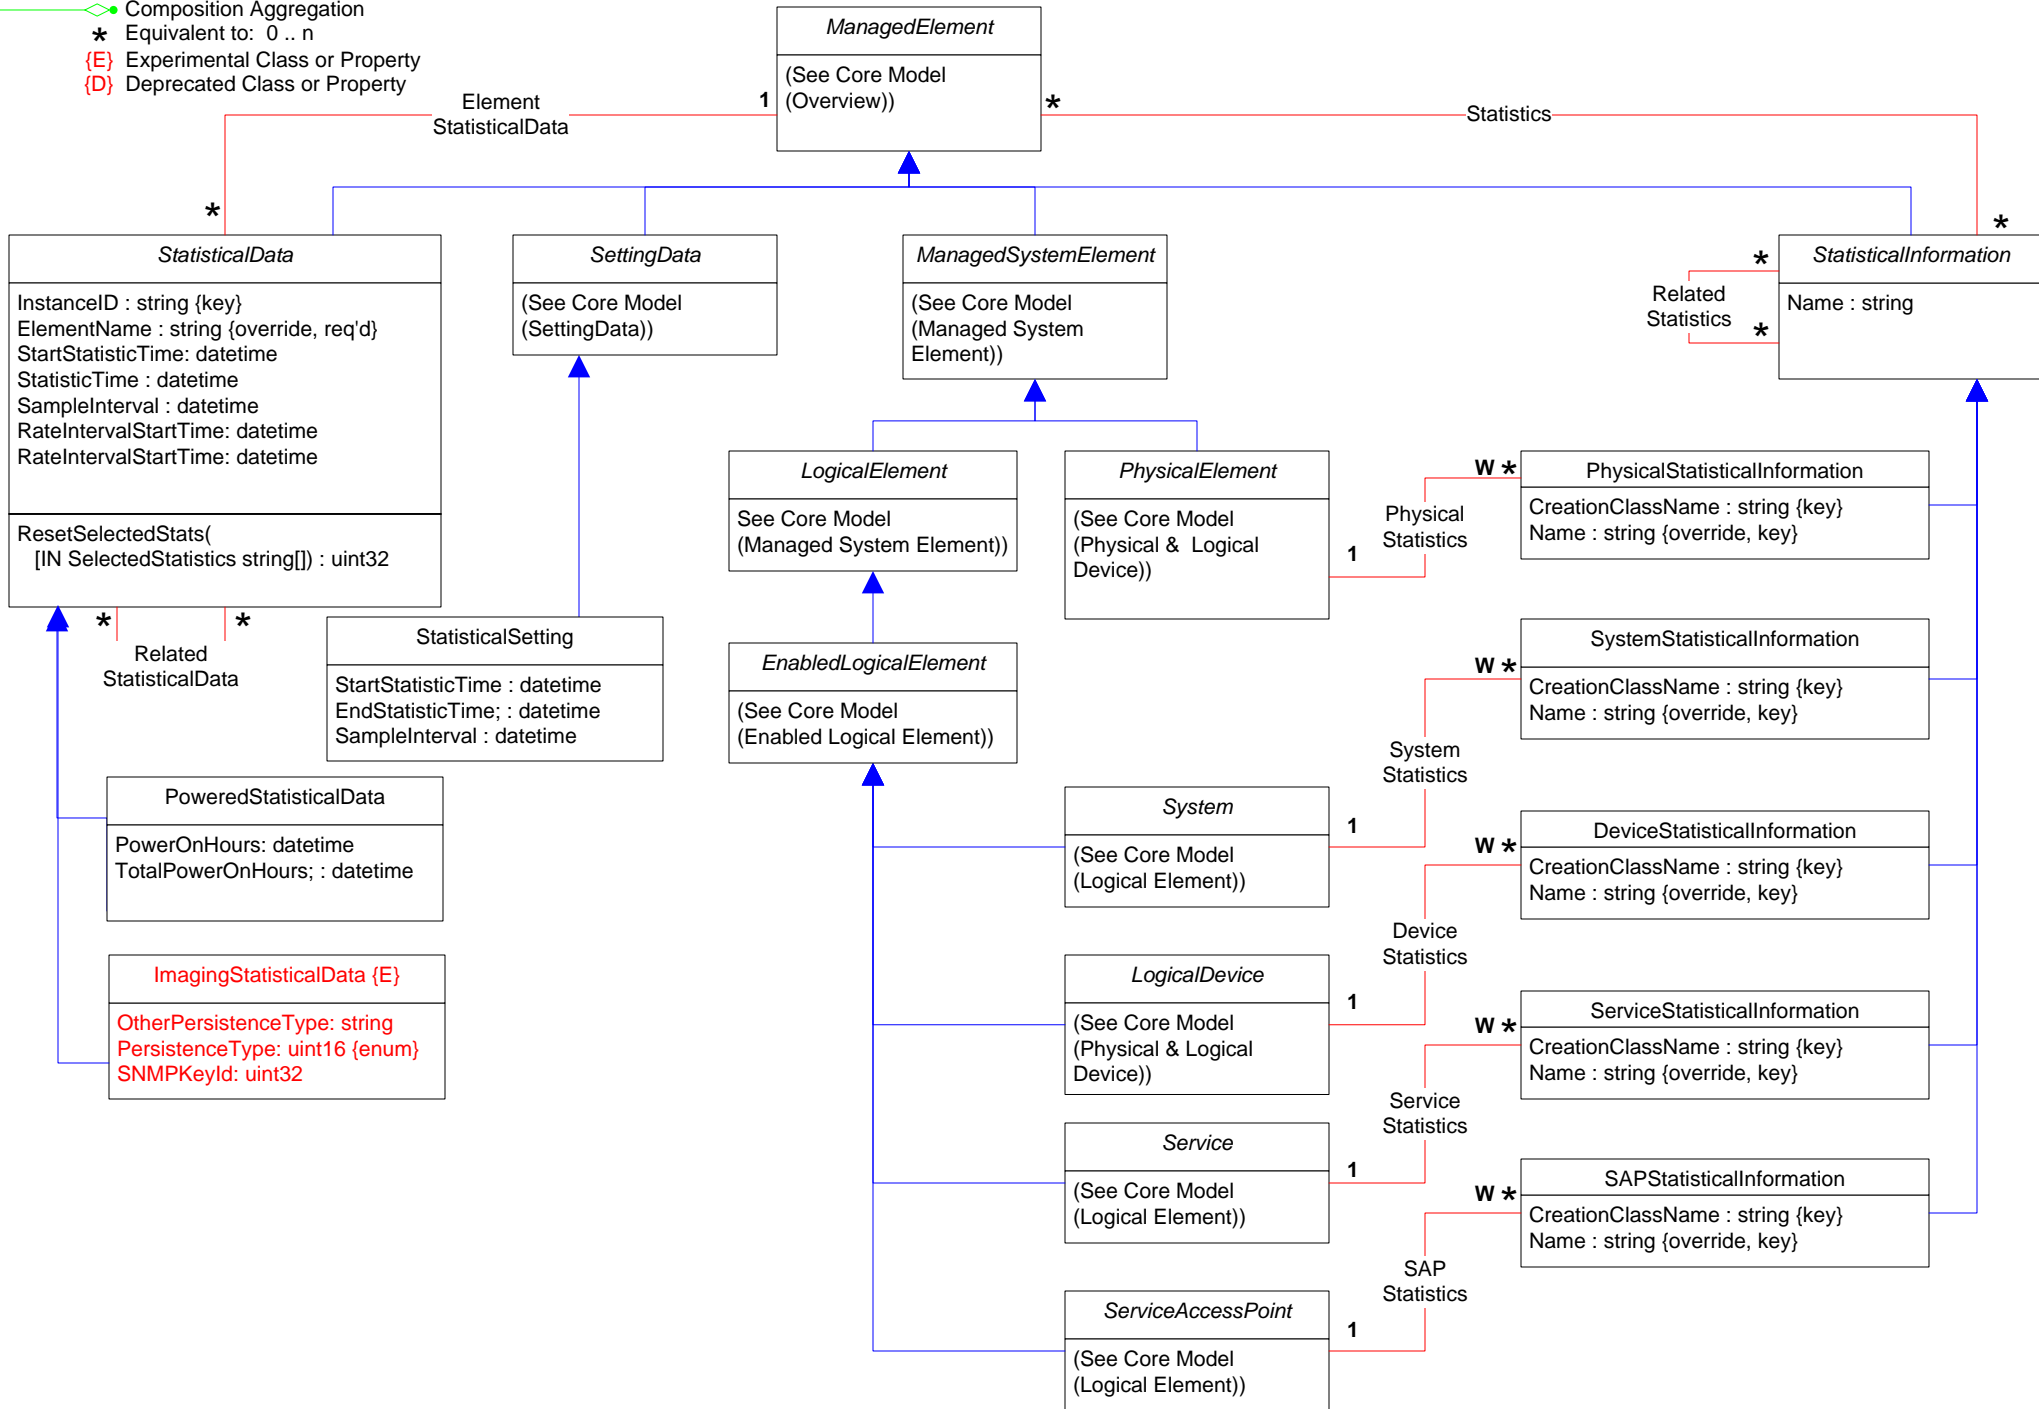 Composition Aggregation
* Equivalent to: 0 .. n
{E} Experimental Class or Property
{D} Deprecated Class or Property
ManagedElement
(See Core Model
(Overview))
Element
StatisticalData
1
*
Statistics
*
*
StatisticalData
InstanceID : string {key}
ElementName : string {override, req'd}
StartStatisticTime: datetime
StatisticTime : datetime
SampleInterval : datetime
RateIntervalStartTime: datetime
RateIntervalStartTime: datetime
ResetSelectedStats(
[IN SelectedStatistics string[]) : uint32
*
*
Related
StatisticalData
SettingData
(See Core Model
(SettingData))
ManagedSystemElement
(See Core Model
(Managed System
Element))
StatisticalInformation
Name : string
*
Related
Statistics
*
LogicalElement
See Core Model
(Managed System Element))
PhysicalElement
(See Core Model
(Physical & Logical
Device))
1
Physical
Statistics
W *
PhysicalStatisticalInformation
CreationClassName : string {key}
Name : string {override, key}
StatisticalSetting
StartStatisticTime : datetime
EndStatisticTime; : datetime
SampleInterval : datetime
EnabledLogicalElement
(See Core Model
(Enabled Logical Element))
W *
SystemStatisticalInformation
CreationClassName : string {key}
Name : string {override, key}
System
Statistics
PoweredStatisticalData
PowerOnHours: datetime
TotalPowerOnHours; : datetime
System
(See Core Model
(Logical Element))
1
W *
DeviceStatisticalInformation
CreationClassName : string {key}
Name : string {override, key}
Device
Statistics
ImagingStatisticalData {E}
OtherPersistenceType: string
PersistenceType: uint16 {enum}
SNMPKeyId: uint32
LogicalDevice
(See Core Model
(Physical & Logical
Device))
1
W *
ServiceStatisticalInformation
CreationClassName : string {key}
Name : string {override, key}
Service
Statistics
Service
(See Core Model
(Logical Element))
1
W *
SAPStatisticalInformation
CreationClassName : string {key}
Name : string {override, key}
SAP
Statistics
ServiceAccessPoint
(See Core Model
(Logical Element))
1